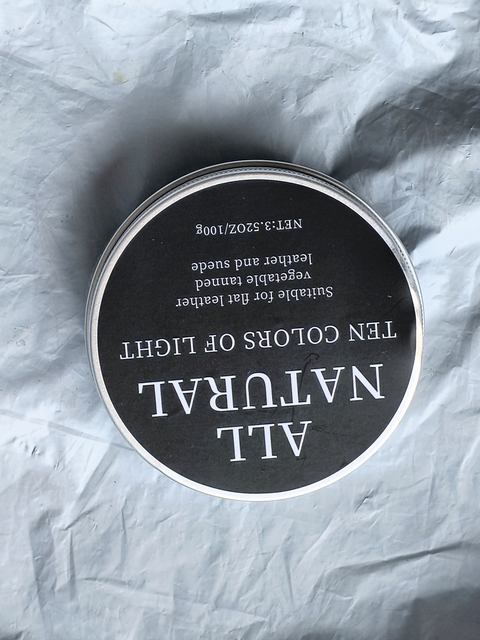 ALL
NATURAL
TEN COLORS OF LIGHT
Suitable for flat leather
vegetable tanned
leather and suede
NET:3.52OZ/100g